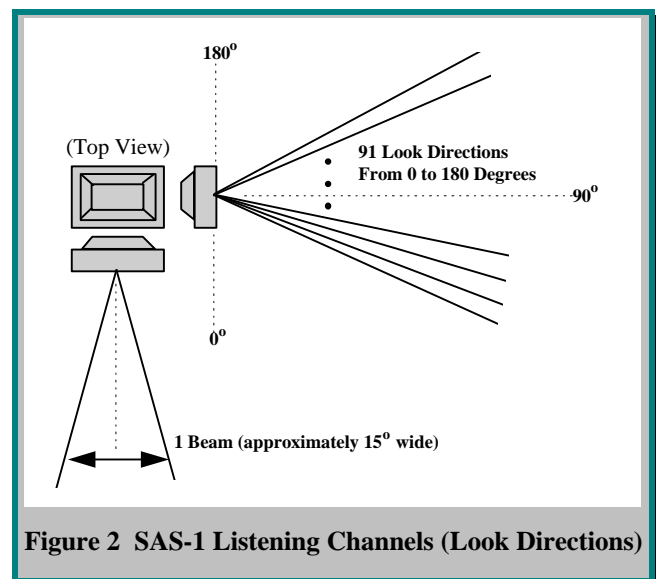 180°
(Top View)
91 Look Directions
From 0 to 180 Degrees
90°
0°
1 Beam (approximately 15° wide)
Figure 2 SAS-1 Listening Channels (Look Directions)